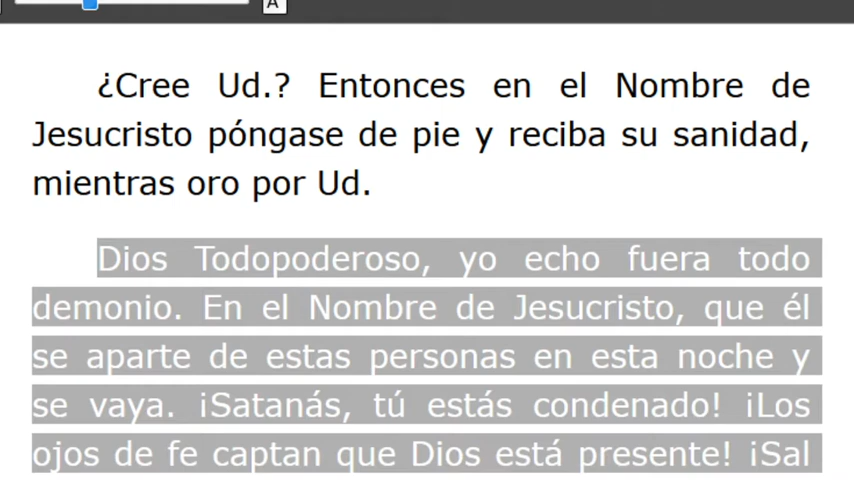 A
¿Cree Ud.? Entonces en el Nombre de
Jesucristo póngase de pie y reciba su sanidad,
mientras oro por Ud.
Dios Todopoderoso, yo echo fuera todo
demonio. En el Nombre de Jesucristo, que él
se aparte de estas personas en esta noche y
se vaya. ¡Satanás, tú estás condenado! ¡Los
ojos de fe captan que Dios está presente! ¡Sal